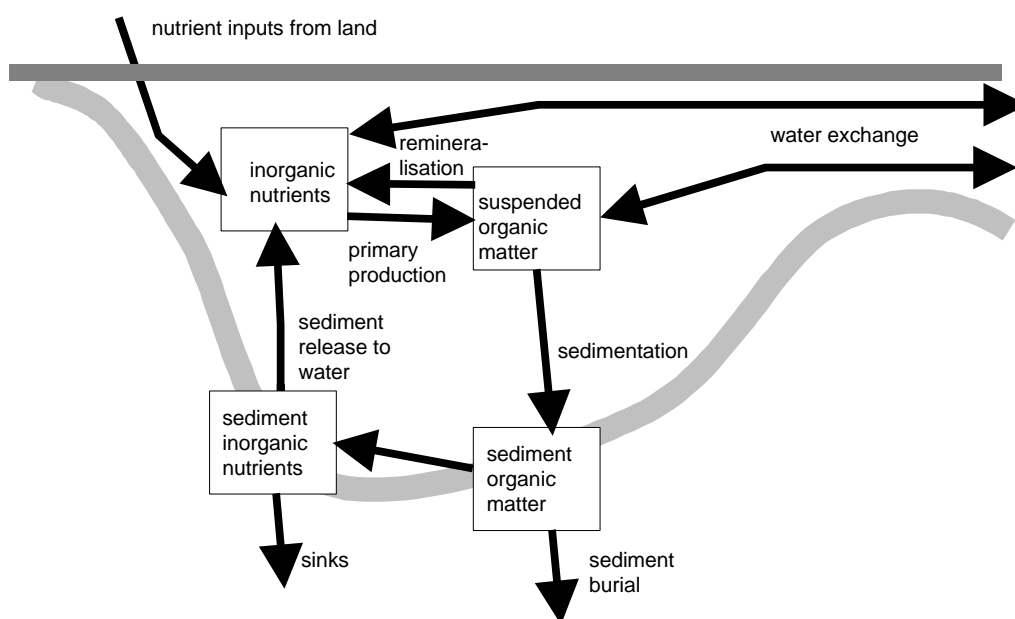 nutrient inputs from land
water exchange
reminera-
lisation
inorganic
nutrients
suspended
organic
matter
primary
production
sediment
release to
water
sedimentation
sediment
inorganic
nutrients
sediment
organic
matter
sinks
sediment
burial